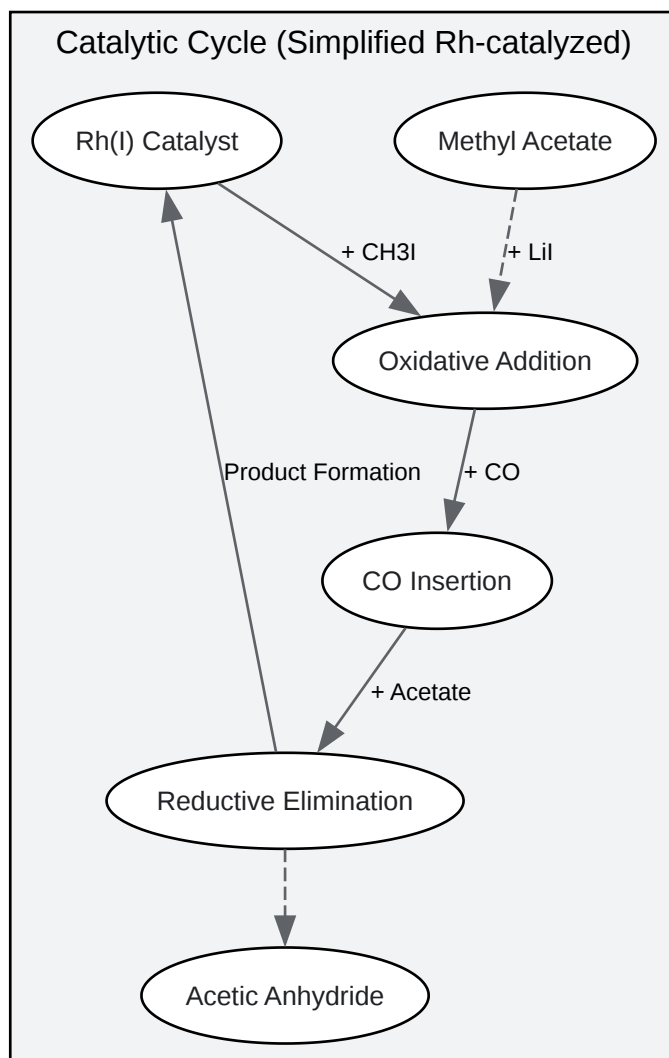 Catalytic Cycle (Simplified Rh-catalyzed)
Rh(I) Catalyst
Methyl Acetate
+ CH3I
+ LiI
Oxidative Addition
Product Formation
+ CO
CO Insertion
+ Acetate
Reductive Elimination
Acetic Anhydride